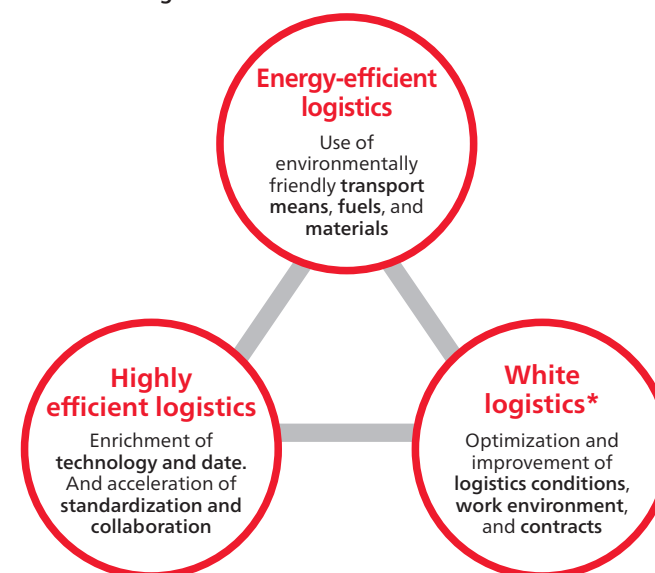 Energy-efficient
logistics
Use of
environmentally
friendly transport
means, fuels, and
materials
Highly
efficient logistics
Enrichment of
technology and date.
And acceleration of
standardization and
collaboration
White
logistics*
Optimization and
improvement of
logistics conditions,
work environment,
and contracts